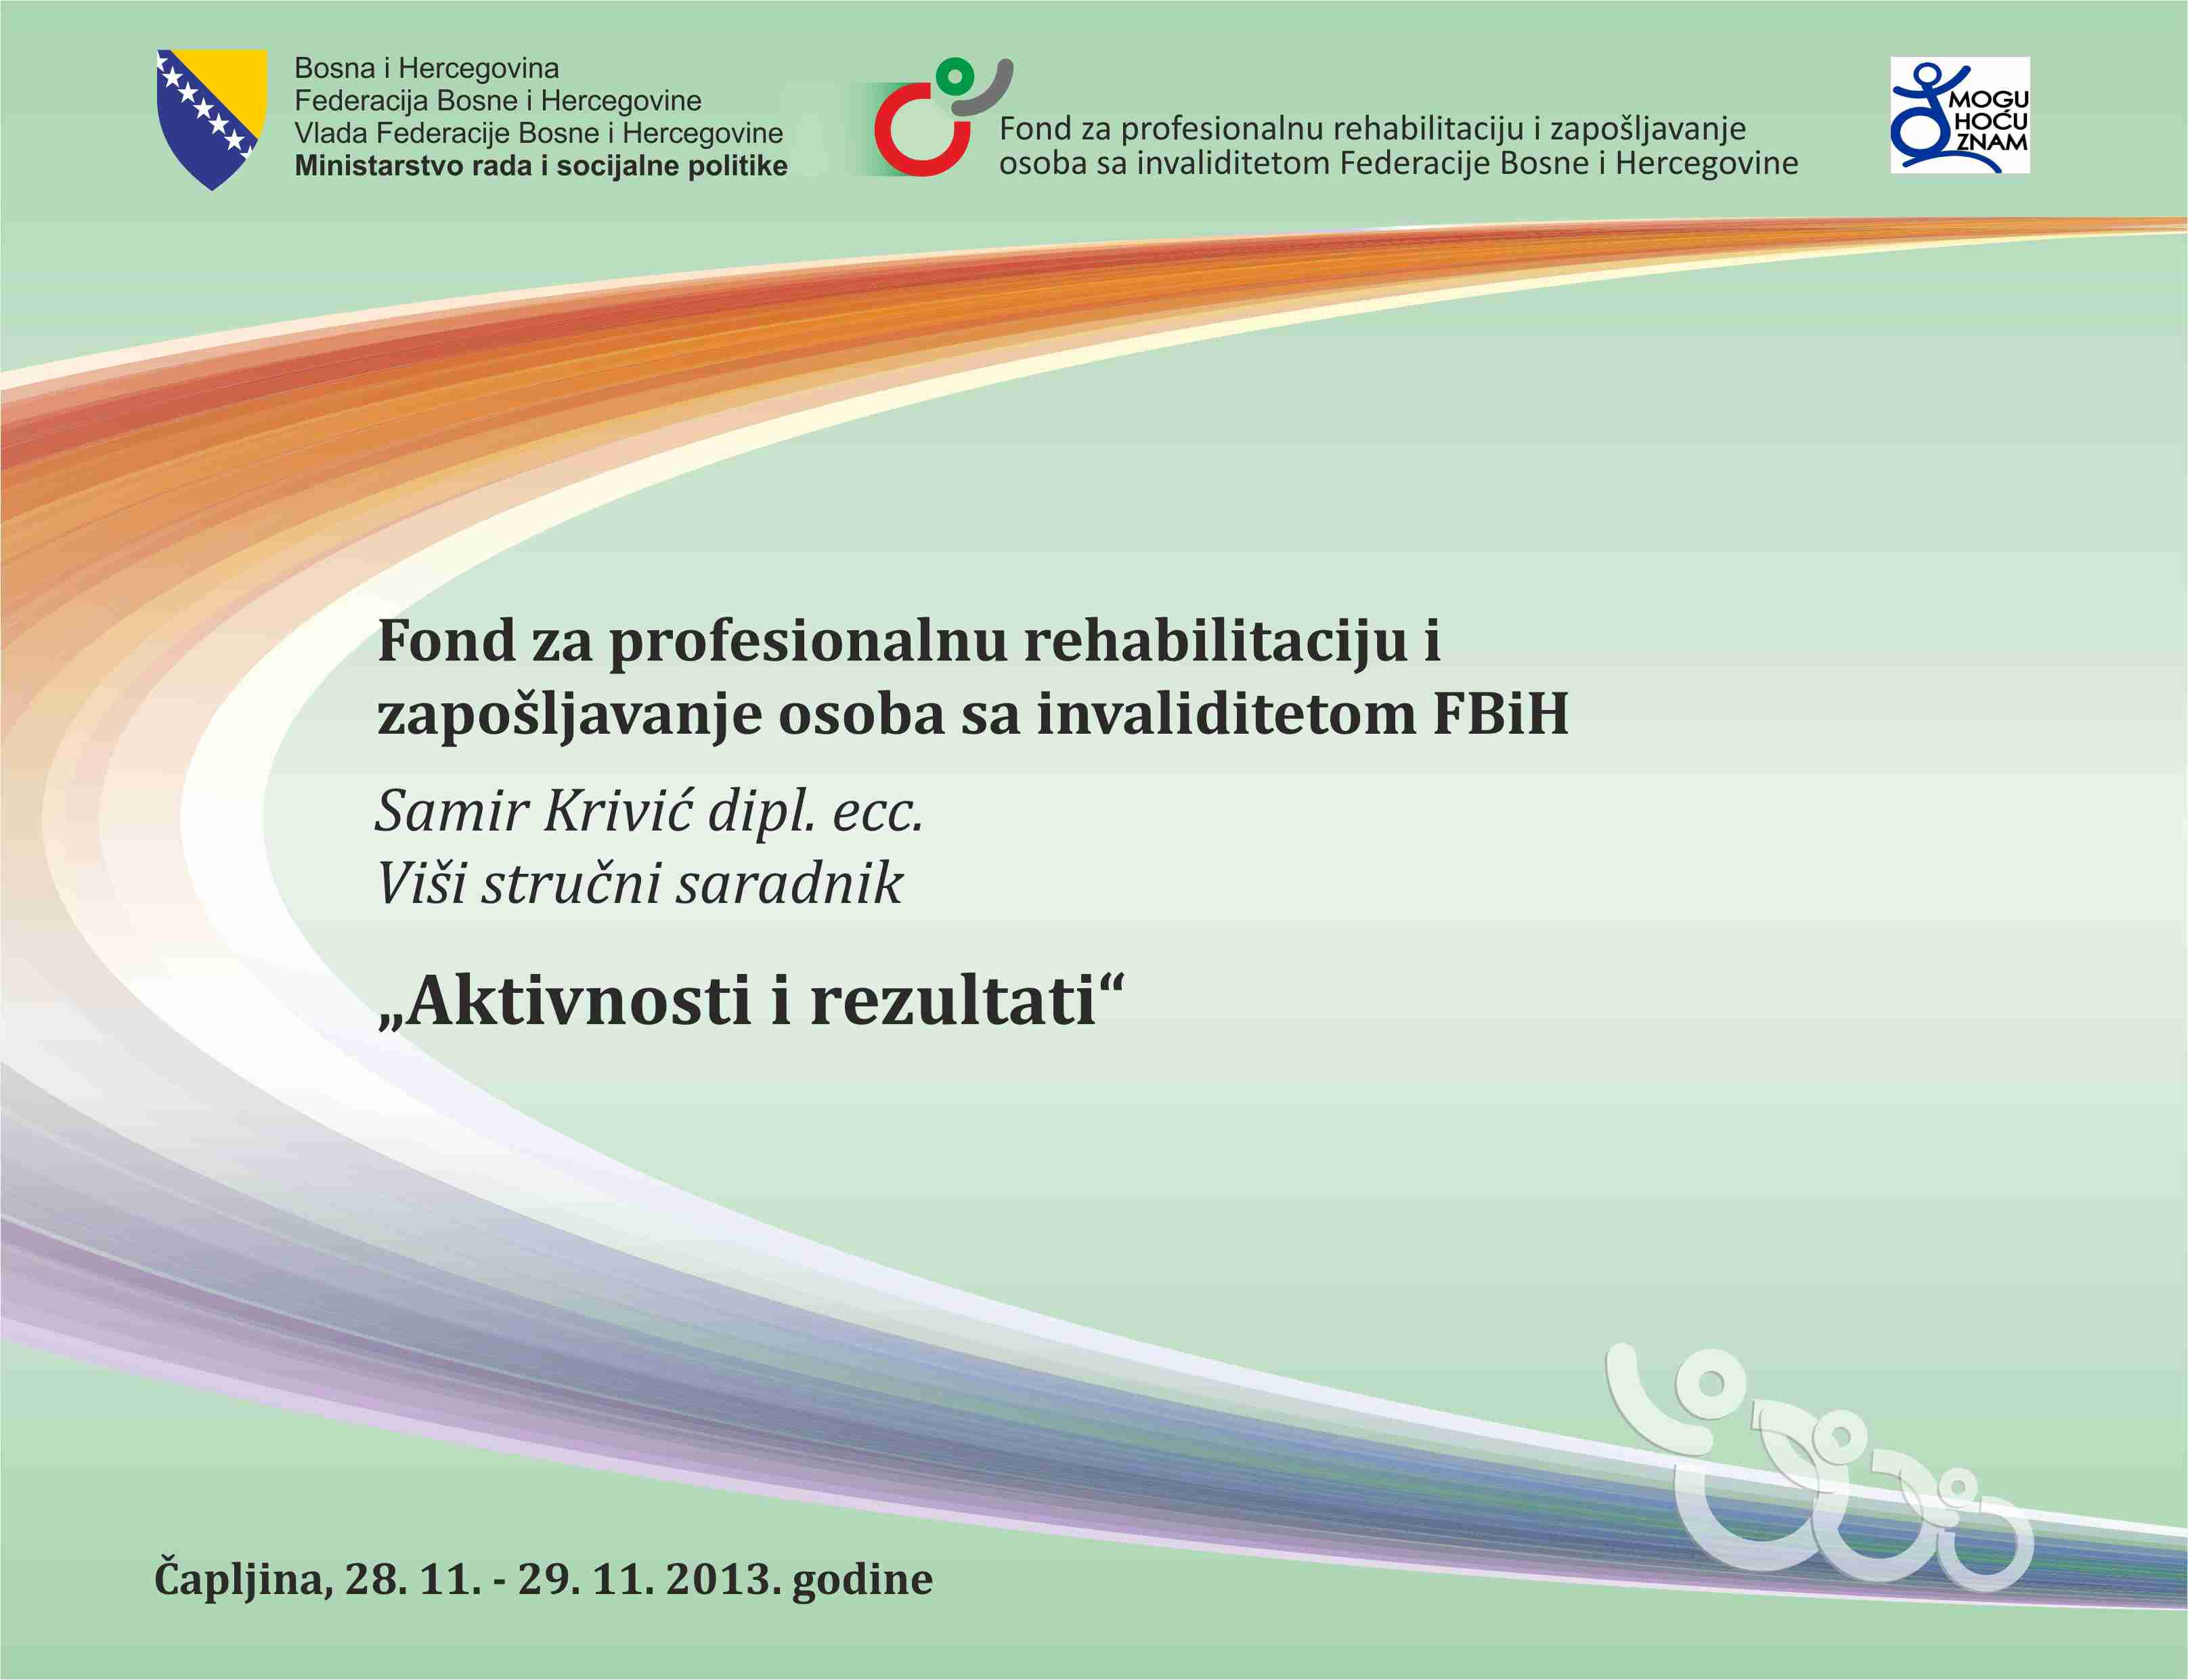 Bosna i Hercegovina
Federacija Bosne i Hercegovine
Vlada Federacije Bosne i Hercegovine
Ministarstvo rada i socijalne politike
Fond za profesionalnu rehabilitaciju i zapošljavanje
osoba sa invaliditetom Federacije Bosne i Hercegovine
MOGU
HOĆU
ZNAM
Fond za profesionalnu rehabilitaciju i
zapošljavanje osoba sa invaliditetom FBiH
Samir Krivić dipl. ecc.
Viši stručni saradnik
„Aktivnosti i rezultati“
Čapljina, 28. 11. - 29. 11. 2013. godine